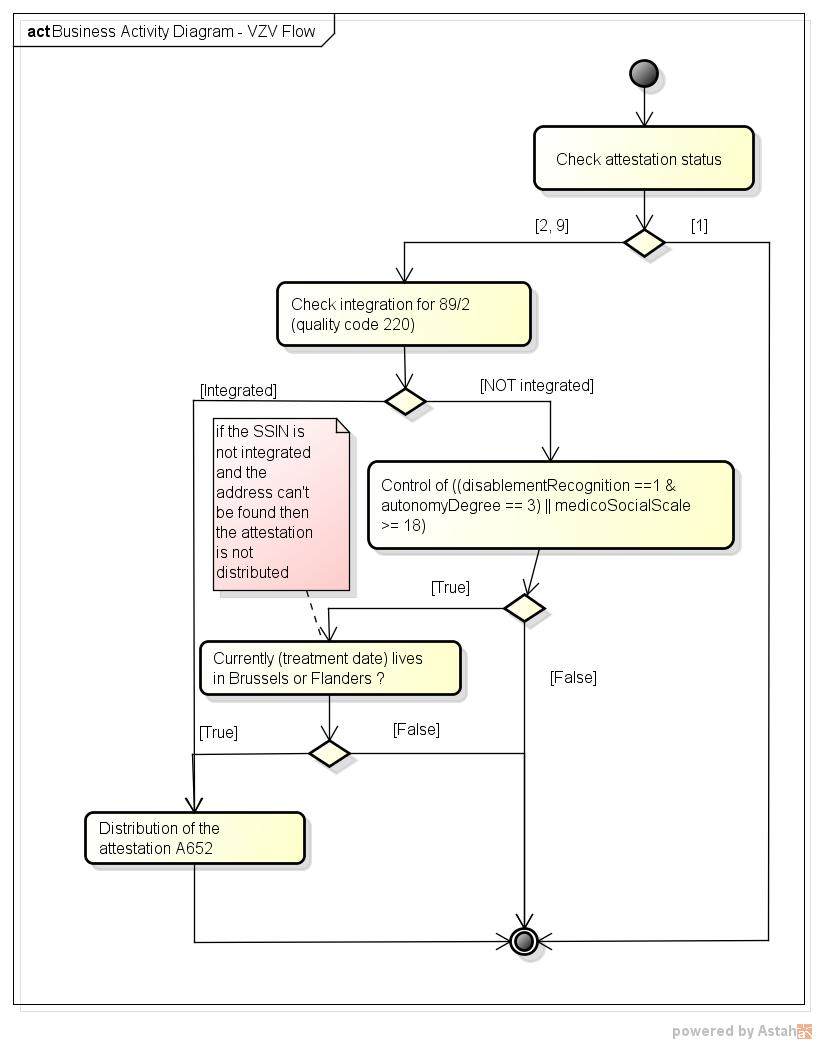 act Business Activity Diagram - VZV Flow
Check attestation status
[2, 9]
[1]
Check integration for 89/2
(quality code 220)
[Integrated]
[NOT integrated]
if the SSIN is
not integrated
and the
address can't
be found then
the attestation
is not
distributed
Control of ((disablementRecognition ==1 &
autonomyDegree == 3) || medicoSocialScale
>= 18)
[True]
[False]
Currently (treatment date) lives
in Brussels or Flanders ?
[True]
[False]
Distribution of the
attestation A652
powered by Astah